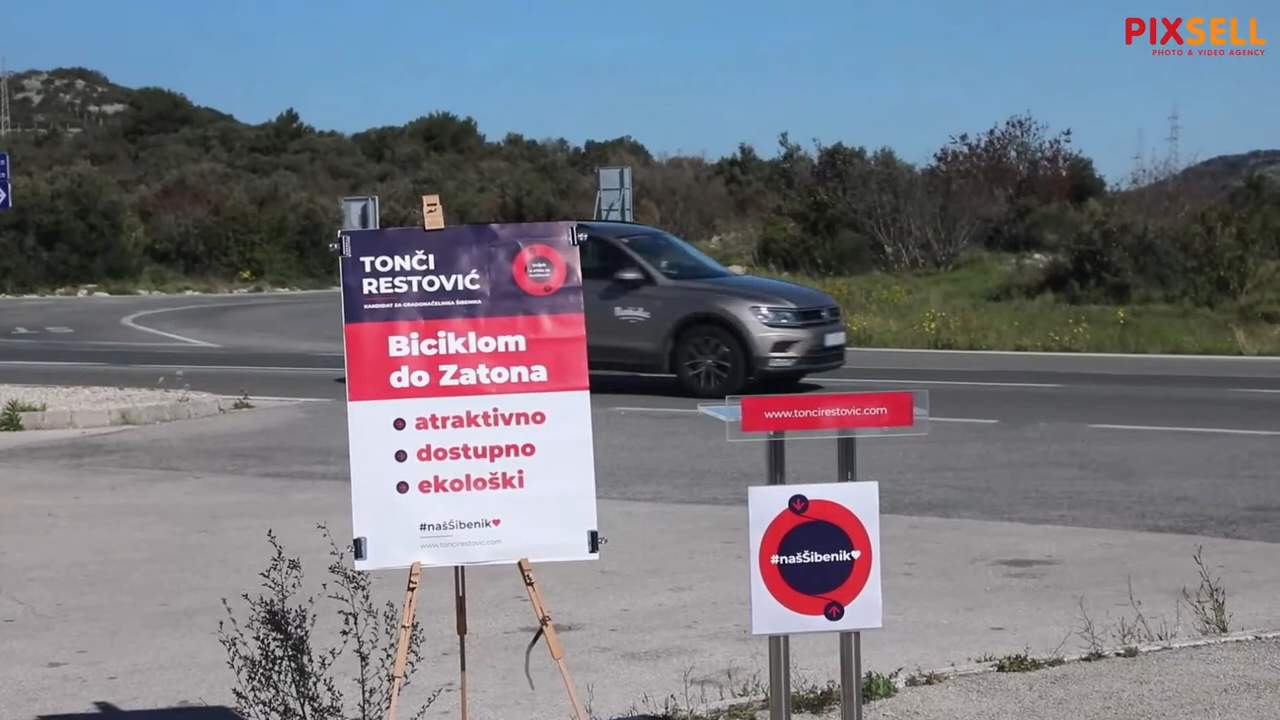 PIXSELL
PHOTO & VIDEO AGENCY
TONČI
RESTOVIĆ
KANDIDAT ZA GRADONAČELNIKA ŠIBENIKA
Biciklom
do Zatona
atraktivno
dostupno
ekološki
#našŠibenik
www.toncirestovic.com
www.toncirestovic.com
#našŠibenik